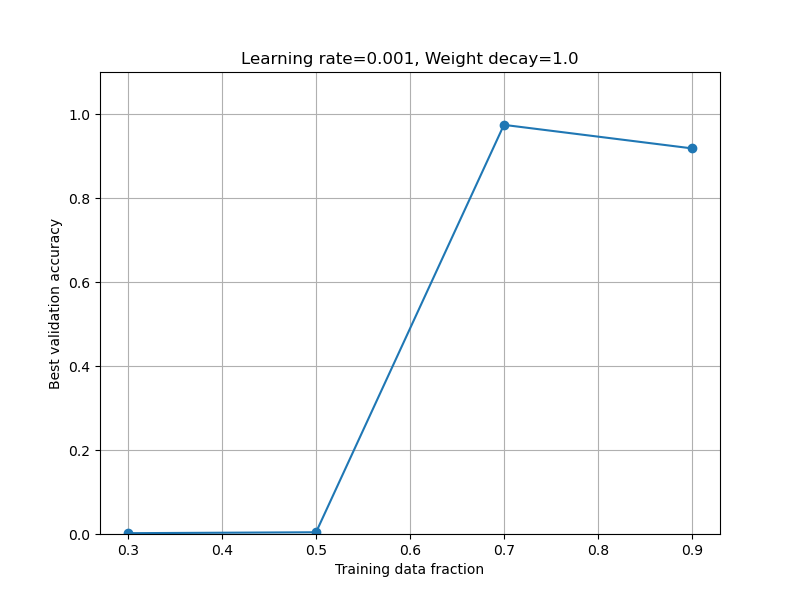 Learning rate=0.001, Weight decay=1.0
Best validation accuracy
1.0
0.8
0.6
0.4
0.2
0.0
0.3 0.4 0.5 0.6 0.7 0.8 0.9
Training data fraction